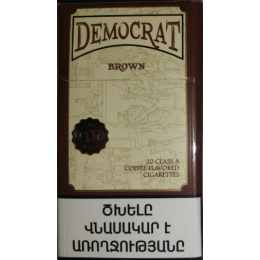 DEMOCRAT
BROWN
20 CLASS A
COFFEE FLAVORED
CIGARETTES
ԾԽԵԼԸ
ՎՆԱՍԱԿԱՐ Է
ԱՌՈՂՋՈՒԹՅԱՆԸ